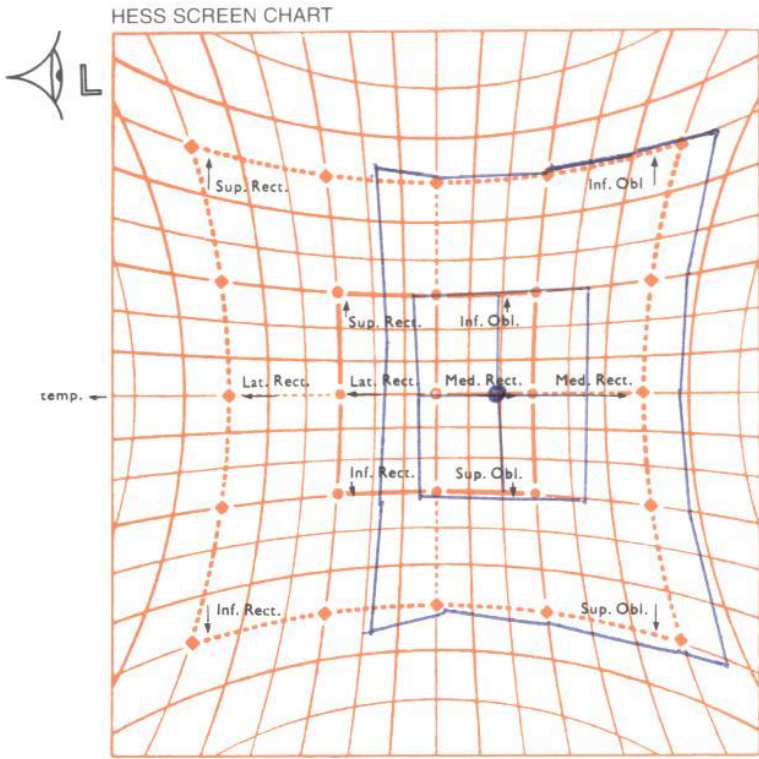 HESS SCREEN CHART
L
Sup. Rect. Inf. Obl
Sup. Rect. Inf. Obl.
temp. Lat. Rect. Lat. Rect. Med. Rect. Med. Rect.
Inf. Rect. Sup. Obl.
Inf. Rect. Sup. Obl.